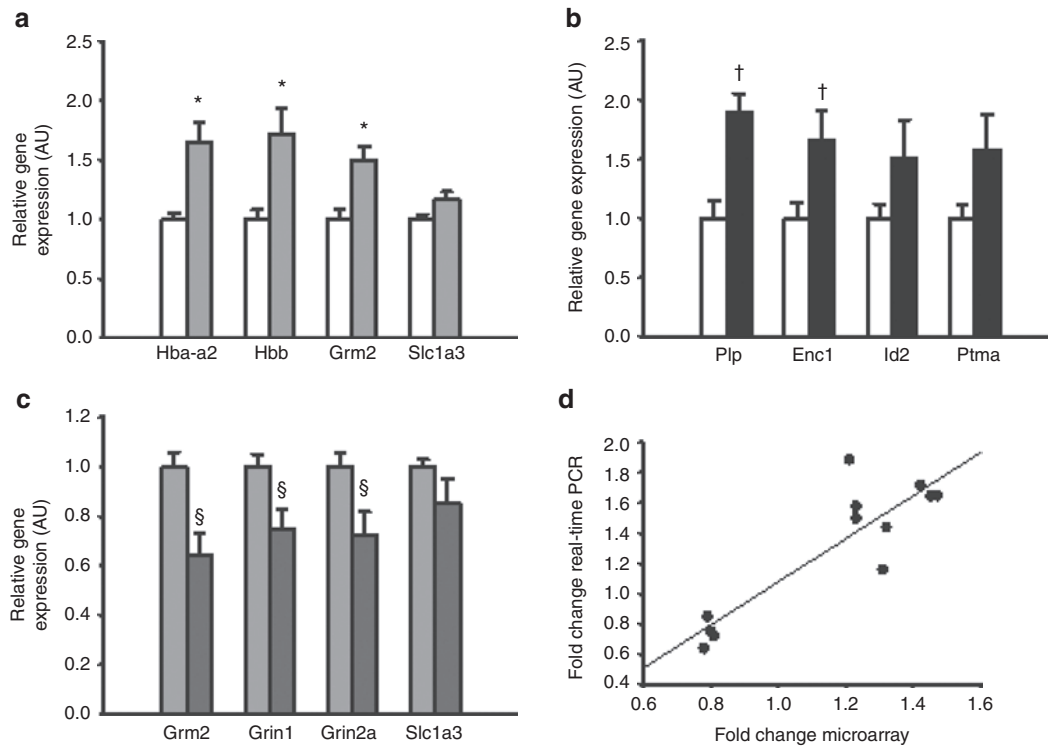 a
Relative gene
expression (AU)
2.5
2.0
1.5
1.0
0.5
0.0
*
*
*
Hba-a2 Hbb Grm2 Slc1a3
b
Relative gene expression (AU)
2.5
2.0
1.5
1.0
0.5
0.0
†
†
Plp Enc1 Id2 Ptma
c
Relative gene
expression (AU)
1.2
1.0
0.8
0.6
0.4
0.2
0.0
§
§
§
Grm2 Grin1 Grin2a Slc1a3
d
Fold change real-time PCR
2.0
1.8
1.6
1.4
1.2
1.0
0.8
0.6
0.4
0.6 0.8 1.0 1.2 1.4 1.6
Fold change microarray